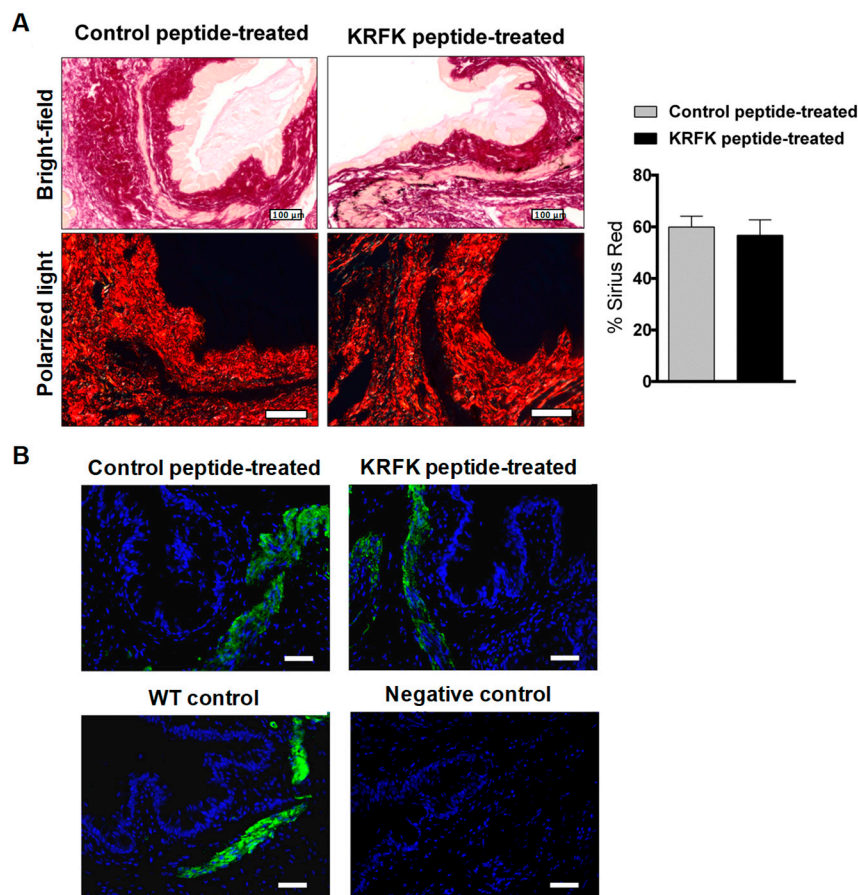 A
Control peptide-treated
KRFK peptide-treated
Bright-field
100 µm
100 µm
Polarized light
Control peptide-treated
KRFK peptide-treated
80
60
40
20
0
% Sirius Red
B
Control peptide-treated
KRFK peptide-treated
WT control
Negative control